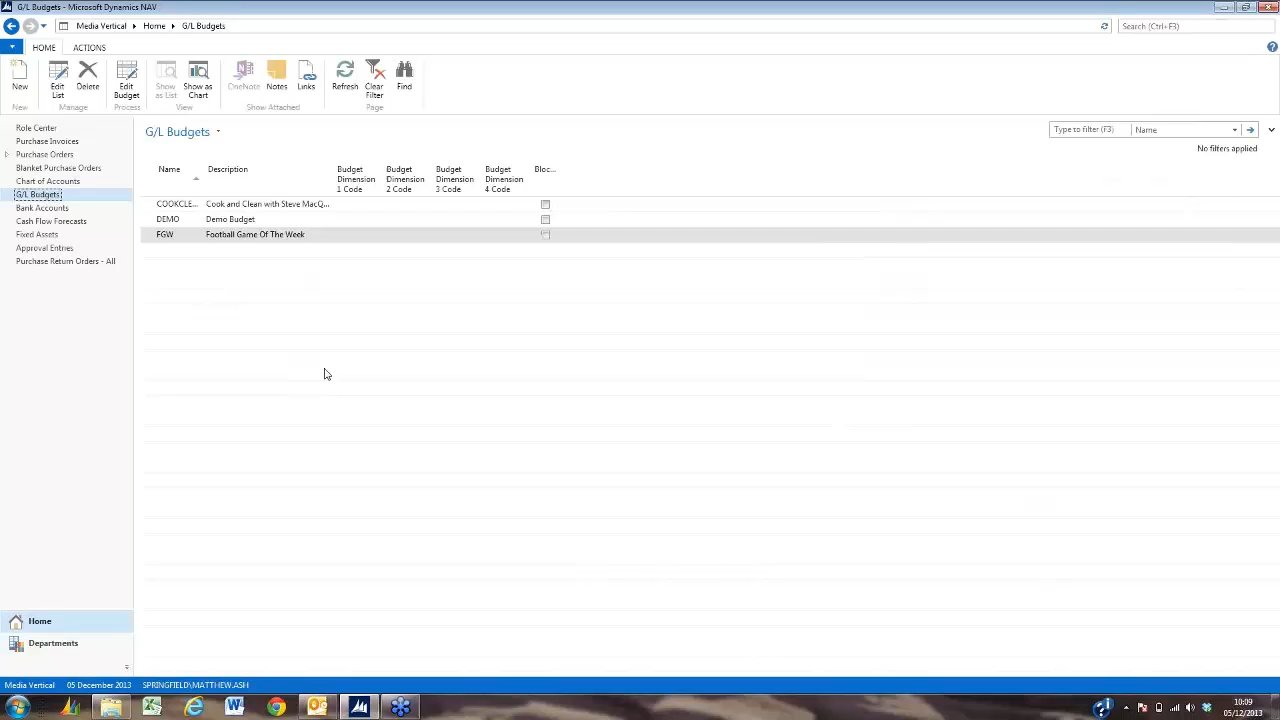 G/L Budgets - Microsoft Dynamics NAV
Media Vertical Home G/L Budgets
Search (Ctrl+F3)
HOME ACTIONS
New Edit List Delete Edit Budget Show as List Show as Chart OneNote Notes Links Refresh Clear Filter Find
New Manage Process View Show Attached Page
Role Center
Purchase Invoices
Purchase Orders
Blanket Purchase Orders
Chart of Accounts
G/L Budgets
Bank Accounts
Cash Flow Forecasts
Fixed Assets
Approval Entries
Purchase Return Orders - All
Home
Departments
G/L Budgets
Type to filter (F3) Name
No filters applied
Name Description Budget Dimension 1 Code Budget Dimension 2 Code Budget Dimension 3 Code Budget Dimension 4 Code Bloc...
COOKCLE... Cook and Clean with Steve MacQ...
DEMO Demo Budget
FGW Football Game Of The Week
Media Vertical 05 December 2013 SPRINGFIELD\MATTHEW.ASH
10:09
05/12/2013